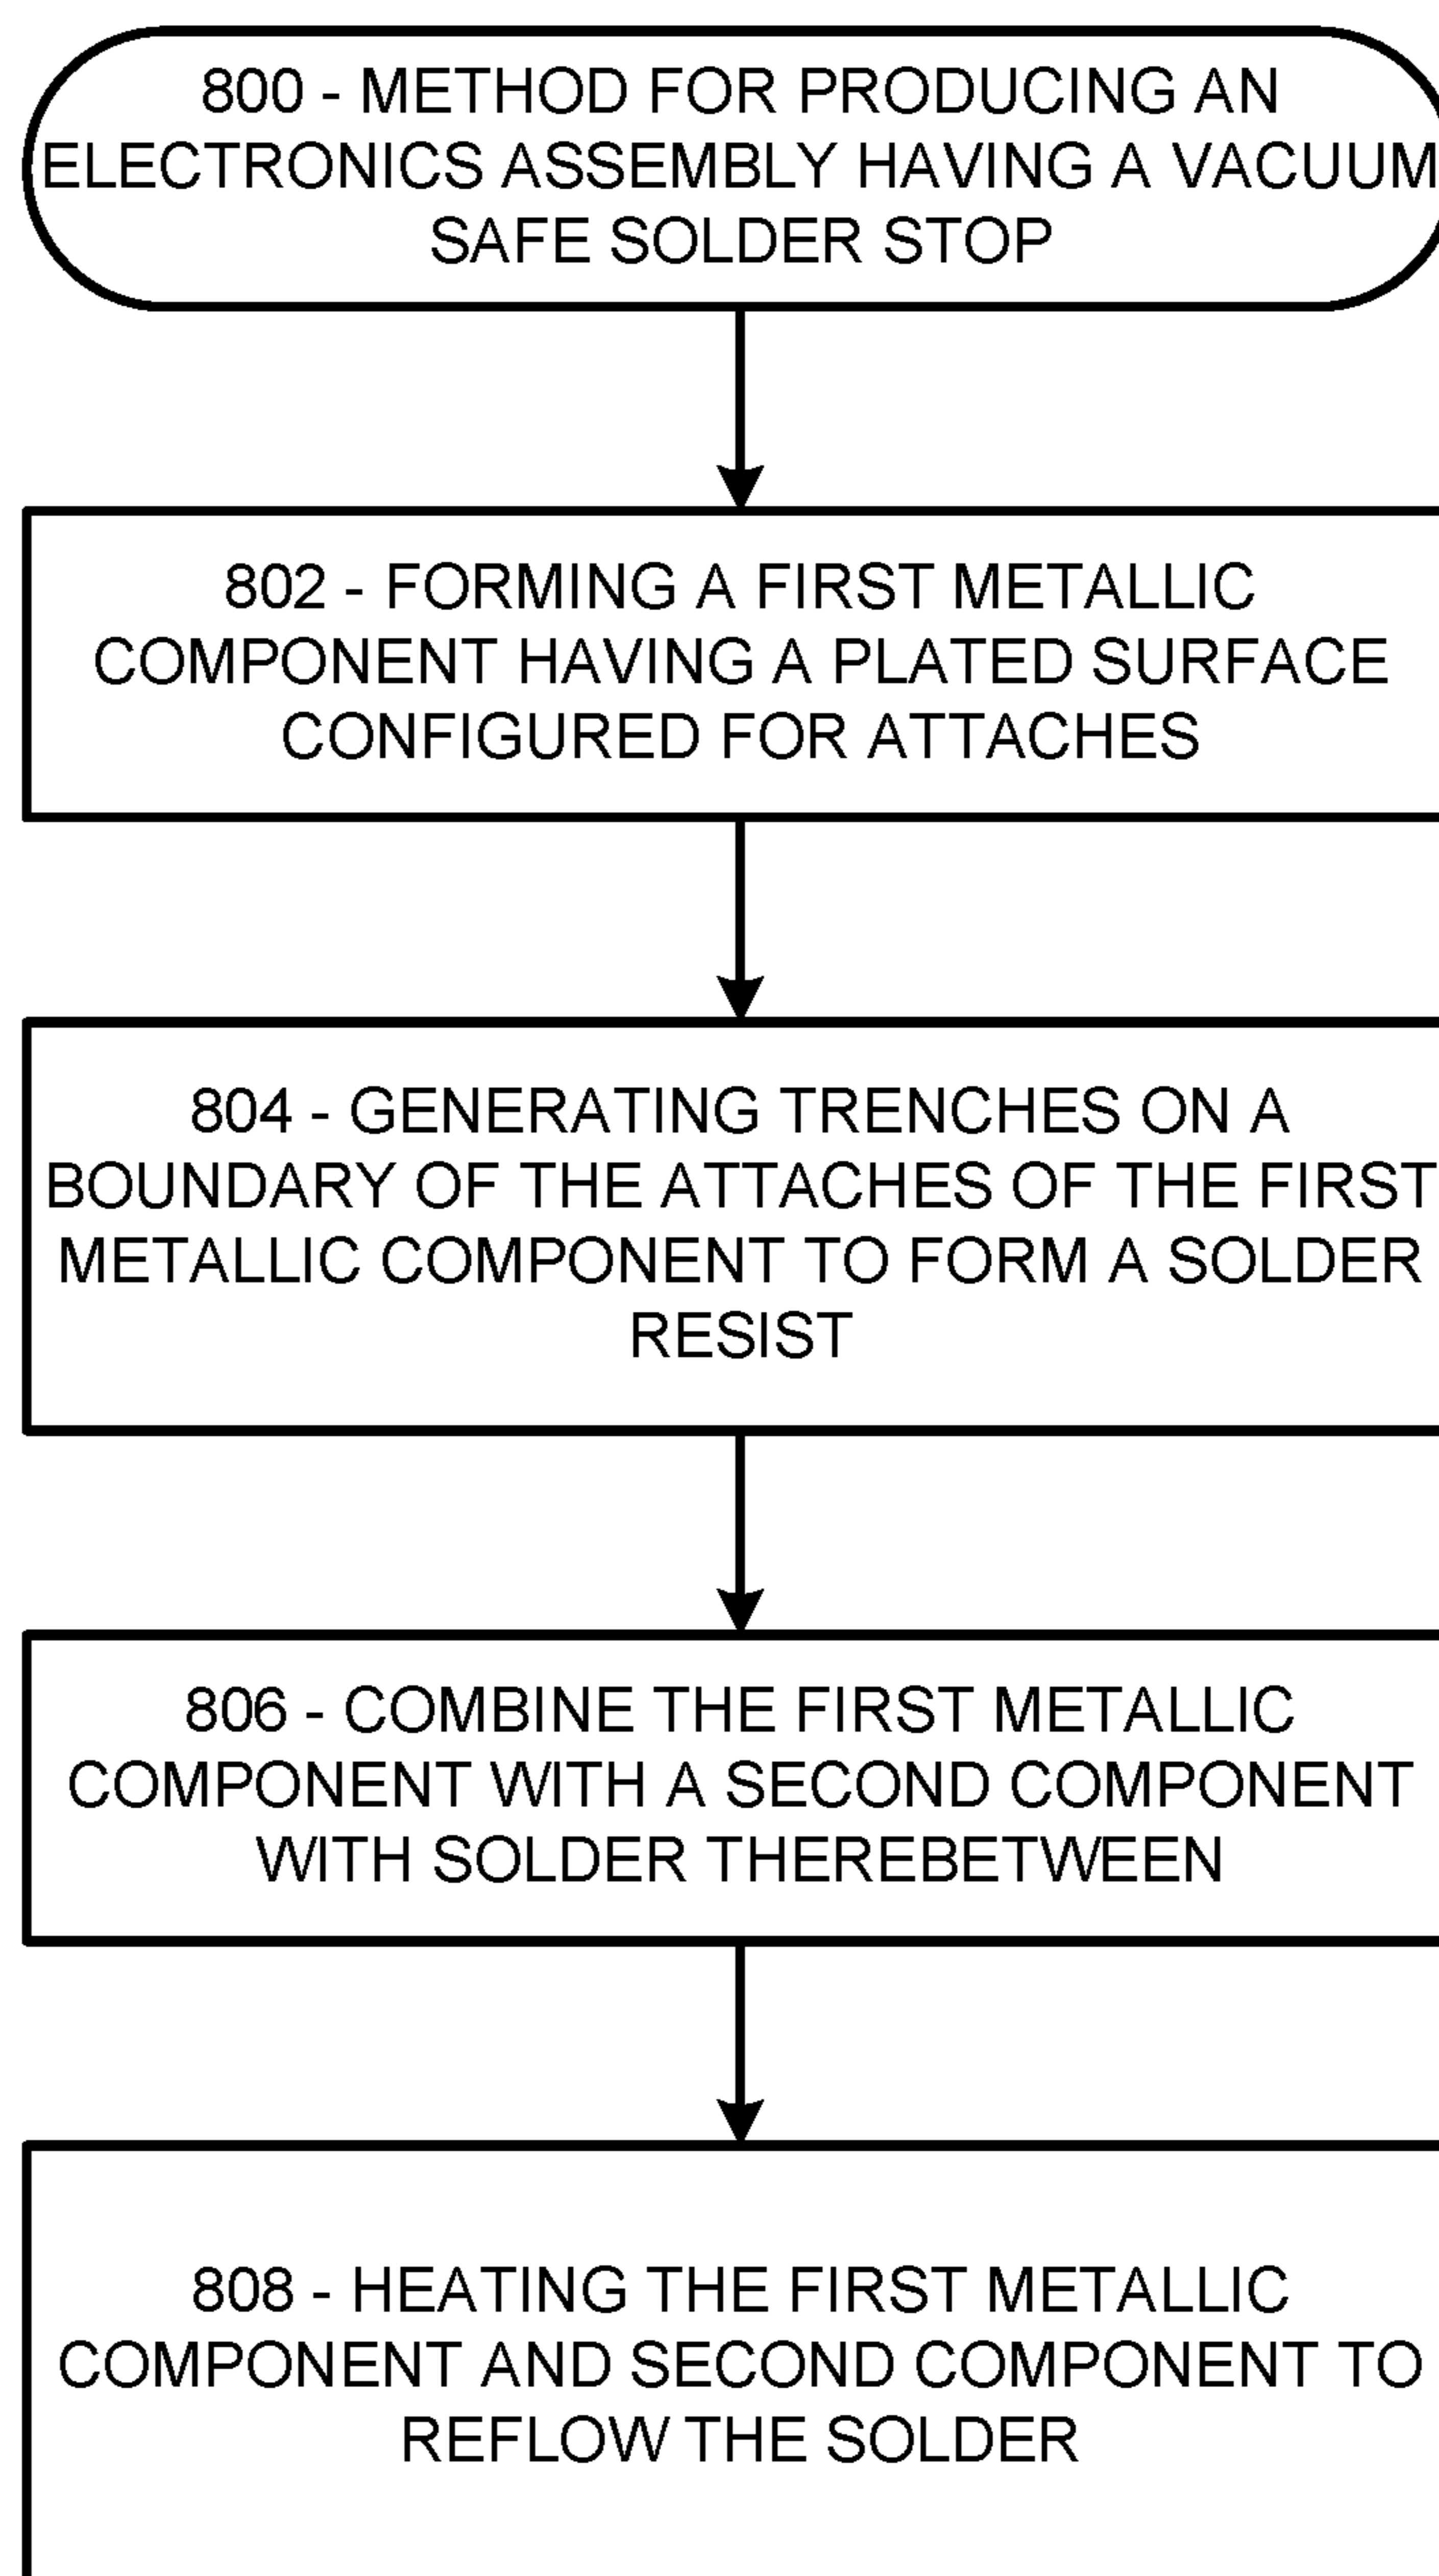 800 - METHOD FOR PRODUCING AN
ELECTRONICS ASSEMBLY HAVING A VACUUM
SAFE SOLDER STOP
802 - FORMING A FIRST METALLIC
COMPONENT HAVING A PLATED SURFACE
CONFIGURED FOR ATTACHES
804 - GENERATING TRENCHES ON A
BOUNDARY OF THE ATTACHES OF THE FIRST
METALLIC COMPONENT TO FORM A SOLDER
RESIST
806 - COMBINE THE FIRST METALLIC
COMPONENT WITH A SECOND COMPONENT
WITH SOLDER THEREBETWEEN
808 - HEATING THE FIRST METALLIC
COMPONENT AND SECOND COMPONENT TO
REFLOW THE SOLDER